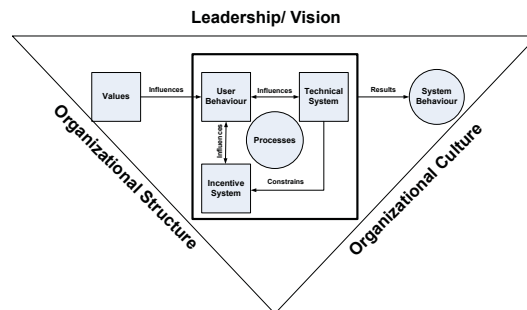 Leadership/ Vision
Values
Influences
User
Behaviour
Influences
Technical
System
Results
System
Behaviour
Influences
Processes
Incentive
System
Constrains
Organizational Structure
Organizational Culture